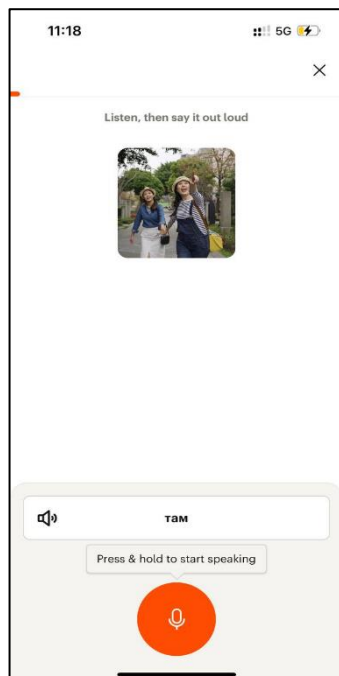 11:18 5G
Listen, then say it out loud
там
Press & hold to start speaking